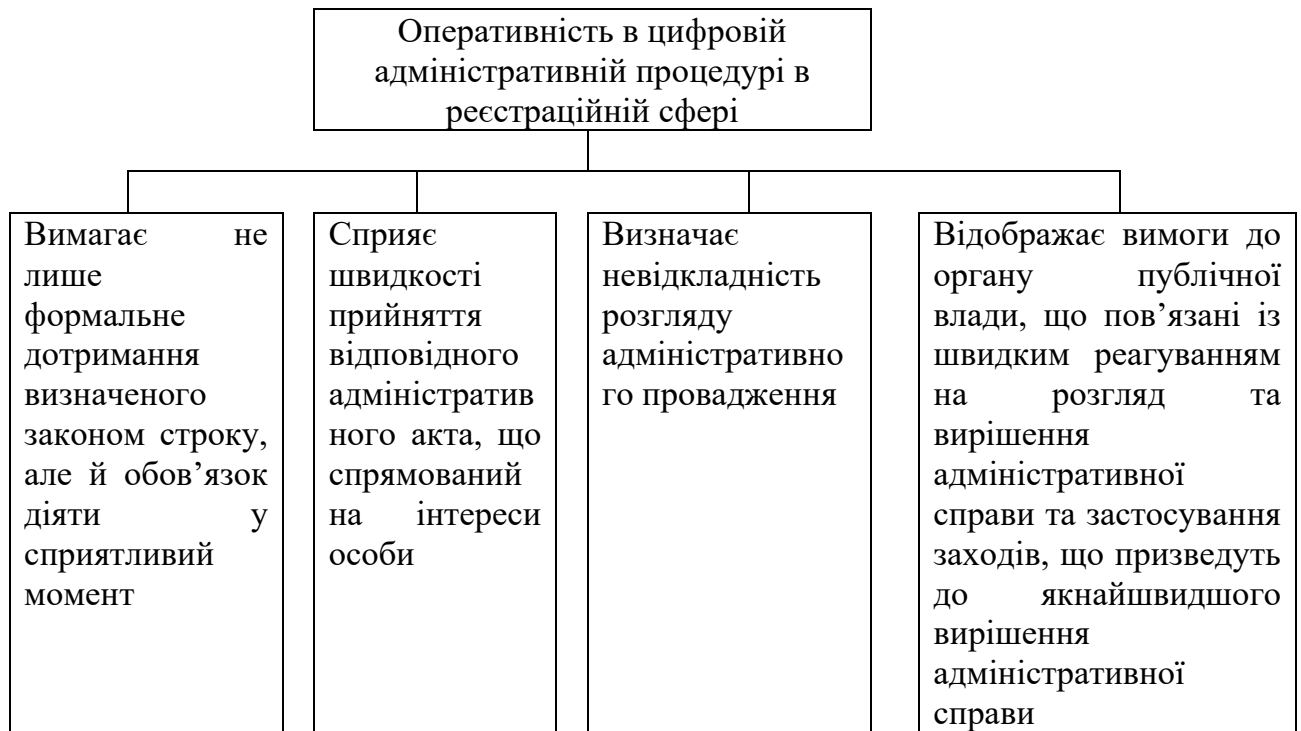 Оперативність в цифровій
адміністративній процедурі в
реєстраційній сфері
Вимагає не
лише
формальне
дотримання
визначеного
законом строку,
але й обов’язок
діяти у
сприятливий
момент
Сприяє
швидкості
прийняття
відповідного
адміністратив
ного акта, що
спрямований
на інтереси
особи
Визначає
невідкладність
розгляду
адміністративно
го провадження
Відображає вимоги до
органу публічної
влади, що пов’язані із
швидким реагуванням
на розгляд та
вирішення
адміністративної
справи та застосування
заходів, що призведуть
до якнайшвидшого
вирішення
адміністративної
справи